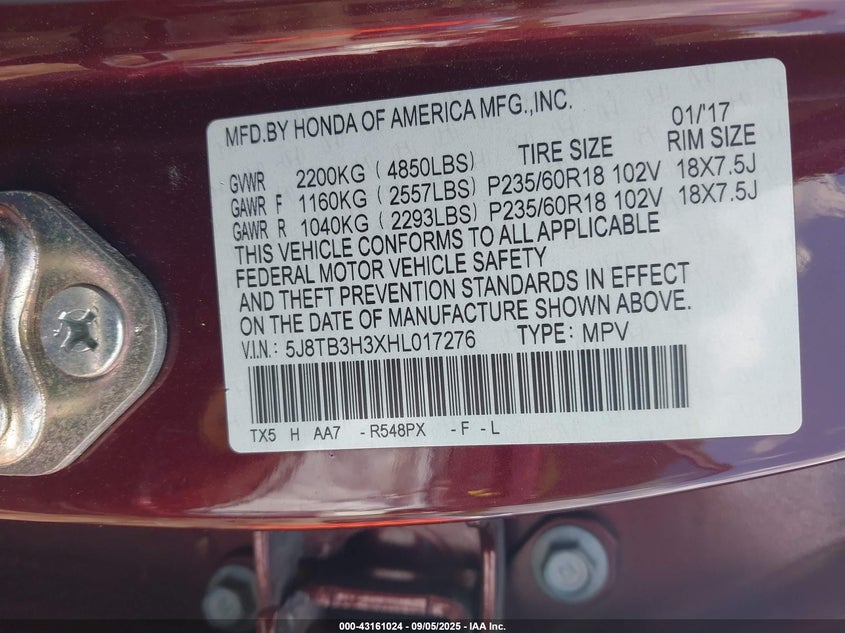 MFD.BY HONDA OF AMERICA MFG.,INC. 01/'17
TIRE SIZE RIM SIZE
GVWR 2200KG (4850LBS)
GAWR F 1160KG (2557LBS) P235/60R18 102V 18X7.5J
GAWR R 1040KG (2293LBS) P235/60R18 102V 18X7.5J
THIS VEHICLE CONFORMS TO ALL APPLICABLE
FEDERAL MOTOR VEHICLE SAFETY
AND THEFT PREVENTION STANDARDS IN EFFECT
ON THE DATE OF MANUFACTURE SHOWN ABOVE.
V.I.N.: 5J8TB3H3XHL017276 TYPE: MPV
TX5 H AA7 -R548PX -F-L
000-43161024 - 09/05/2025 - IAA Inc.